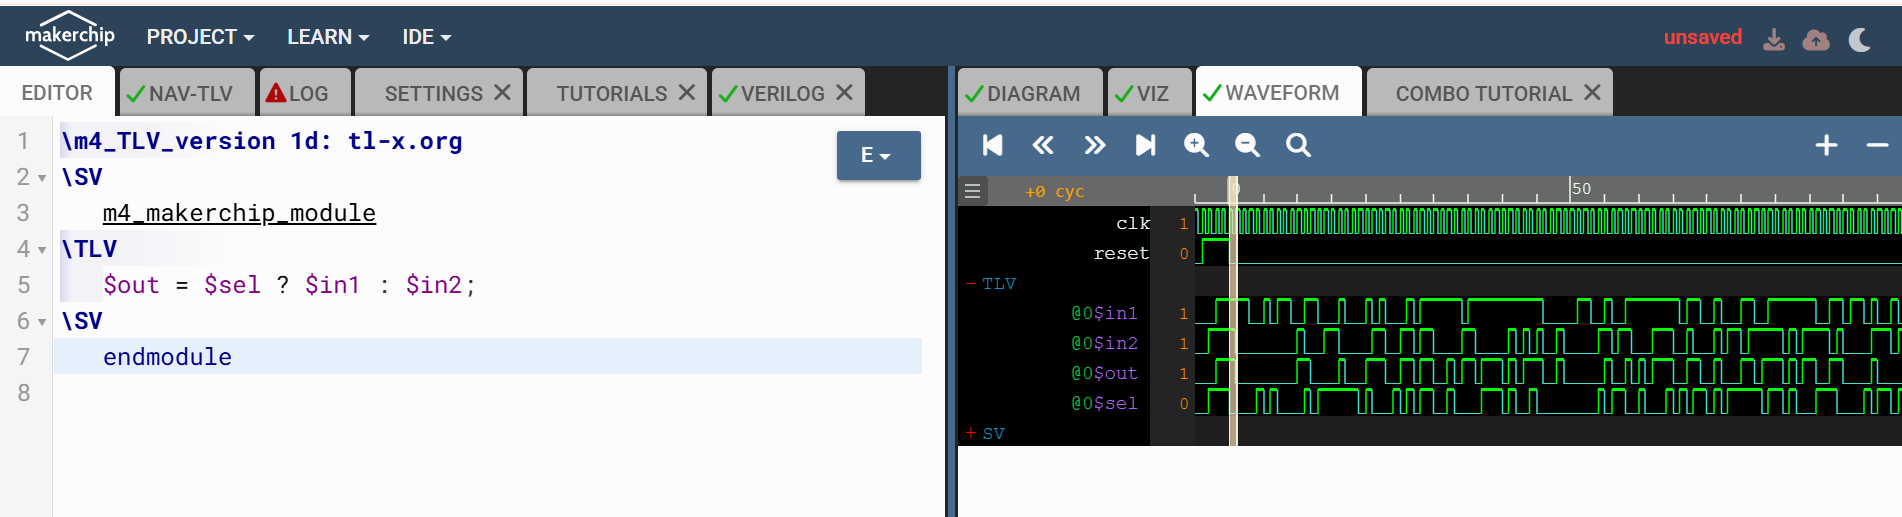 makerchip PROJECT LEARN IDE unsaved
EDITOR NAV-TLV LOG SETTINGS TUTORIALS VERILOG DIAGRAM VIZ WAVEFORM COMBO TUTORIAL
1 \m4_TLV_version 1d: tl-x.org
2 \SV
3 m4_makerchip_module
4 \TLV
5 $out = $sel ? $in1 : $in2;
6 \SV
7 endmodule
8
E
+0 cyc 0 50
clk 1
reset 0
− TLV
@0$in1 1
@0$in2 1
@0$out 1
@0$sel 0
+ SV